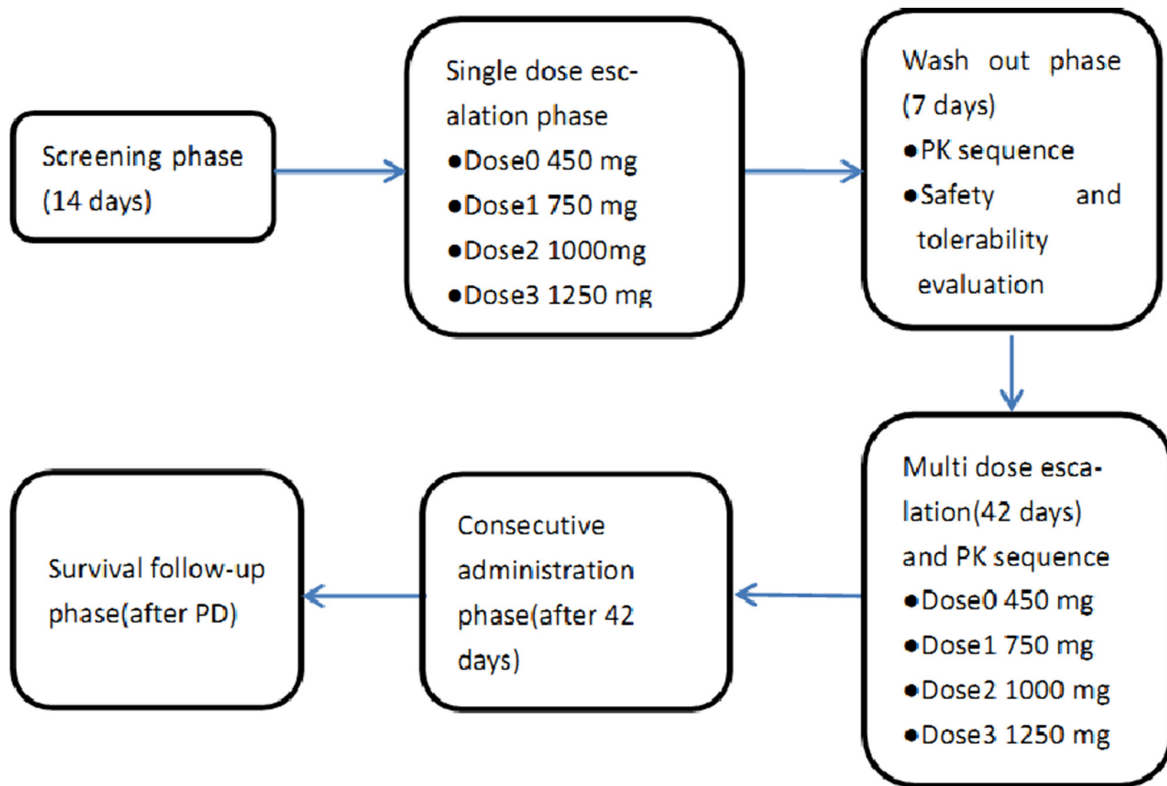 Screening phase
(14 days)
Single dose esc-
alation phase
●Dose0 450 mg
●Dose1 750 mg
●Dose2 1000mg
●Dose3 1250 mg
Wash out phase
(7 days)
●PK sequence
●Safety and
tolerability
evaluation
Multi dose esca-
lation(42 days)
and PK sequence
●Dose0 450 mg
●Dose1 750 mg
●Dose2 1000 mg
●Dose3 1250 mg
Consecutive
administration
phase(after 42
days)
Survival follow-up
phase(after PD)